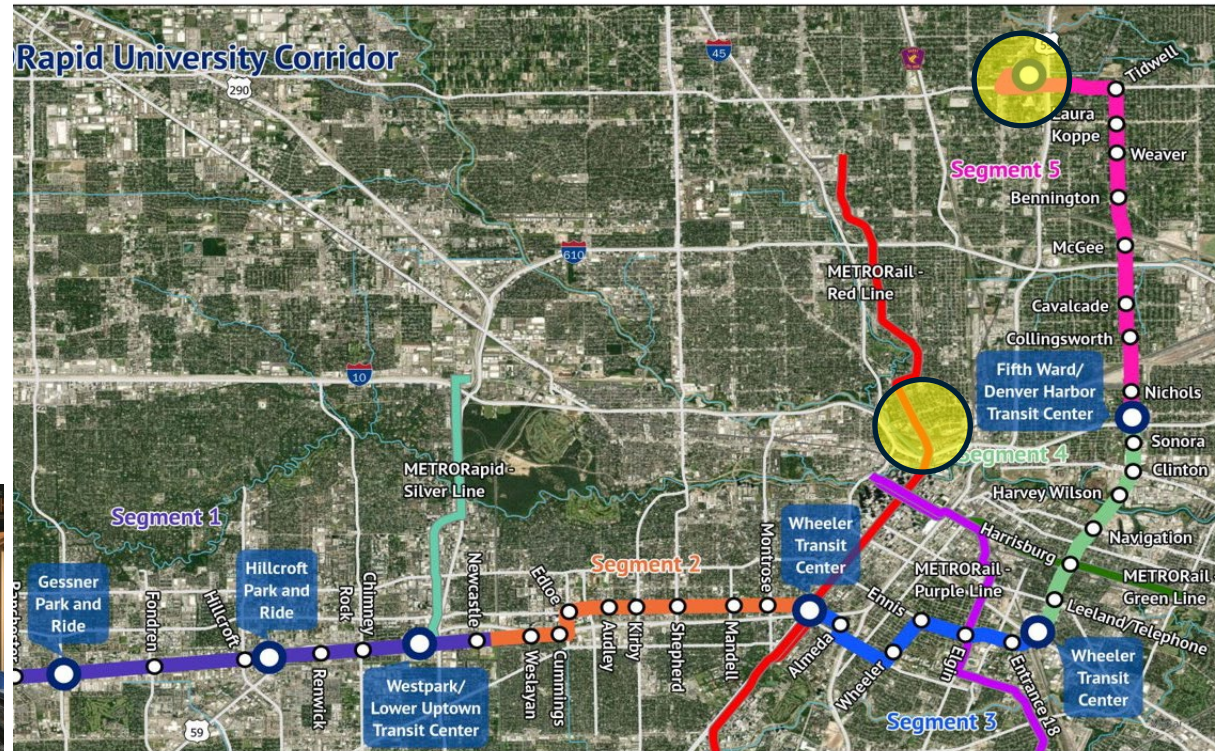 Rapid University Corridor
290
45
59
Tidwell
Laura
Koppe
Weaver
Segment 5
Bennington
McGee
610
METRORail -
Red Line
Cavalcade
Collingsworth
10
Fifth Ward/
Denver Harbor
Transit Center
Nichols
Sonora
Segment 4
Clinton
METRORapid -
Silver Line
Harvey Wilson
Segment 1
Navigation
Wheeler
Transit
Center
Harrisburg
Segment 2
Montrose
METRORail -
Purple Line
METRORail -
Green Line
Gessner
Park and
Ride
Hillcroft
Park and
Ride
Chimney
Rock
Newcastle
Edloe
Ennis
Leeland/Telephone
Fondren
Hillcroft
Renwick
Weslayan
Cummings
Audley
Kirby
Shepherd
Mandell
Almeda
Wheeler
Elgin
Entrance 18
Wheeler
Transit
Center
Westpark/
Lower Uptown
Transit Center
Segment 3
59